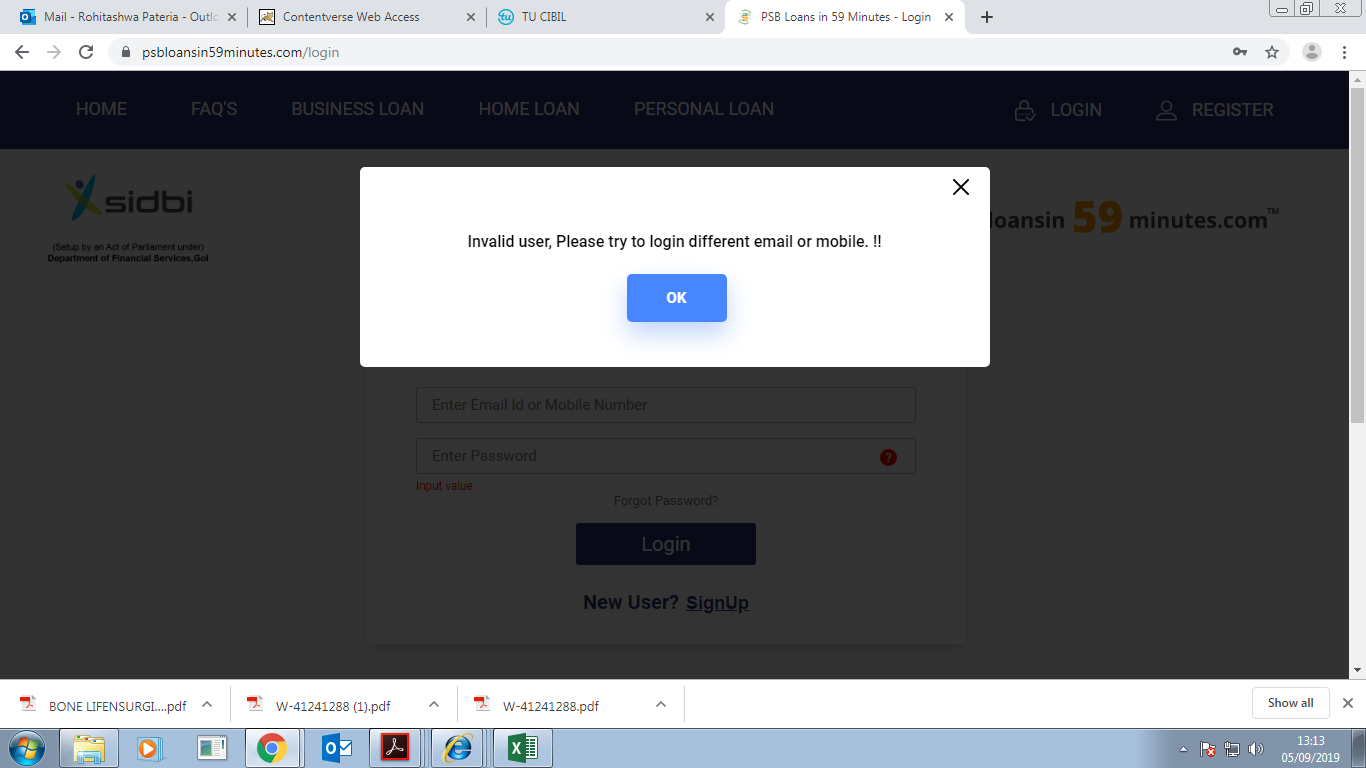 Mail - Rohitashwa Pateria - Outlo
Contentverse Web Access
TU CIBIL
PSB Loans in 59 Minutes - Login
psbloansin59minutes.com/login
HOME
FAQ'S
BUSINESS LOAN
HOME LOAN
PERSONAL LOAN
LOGIN
REGISTER
sidbi
(Setup by an Act of Parliament under)
Department of Financial Services,GoI
loansin 59 minutes.com™
Invalid user, Please try to login different email or mobile. !!
OK
Enter Email Id or Mobile Number
Enter Password
?
Input value
Forgot Password?
Login
New User? SignUp
BONE LIFENSURGI....pdf
W-41241288 (1).pdf
W-41241288.pdf
Show all
13:13
05/09/2019